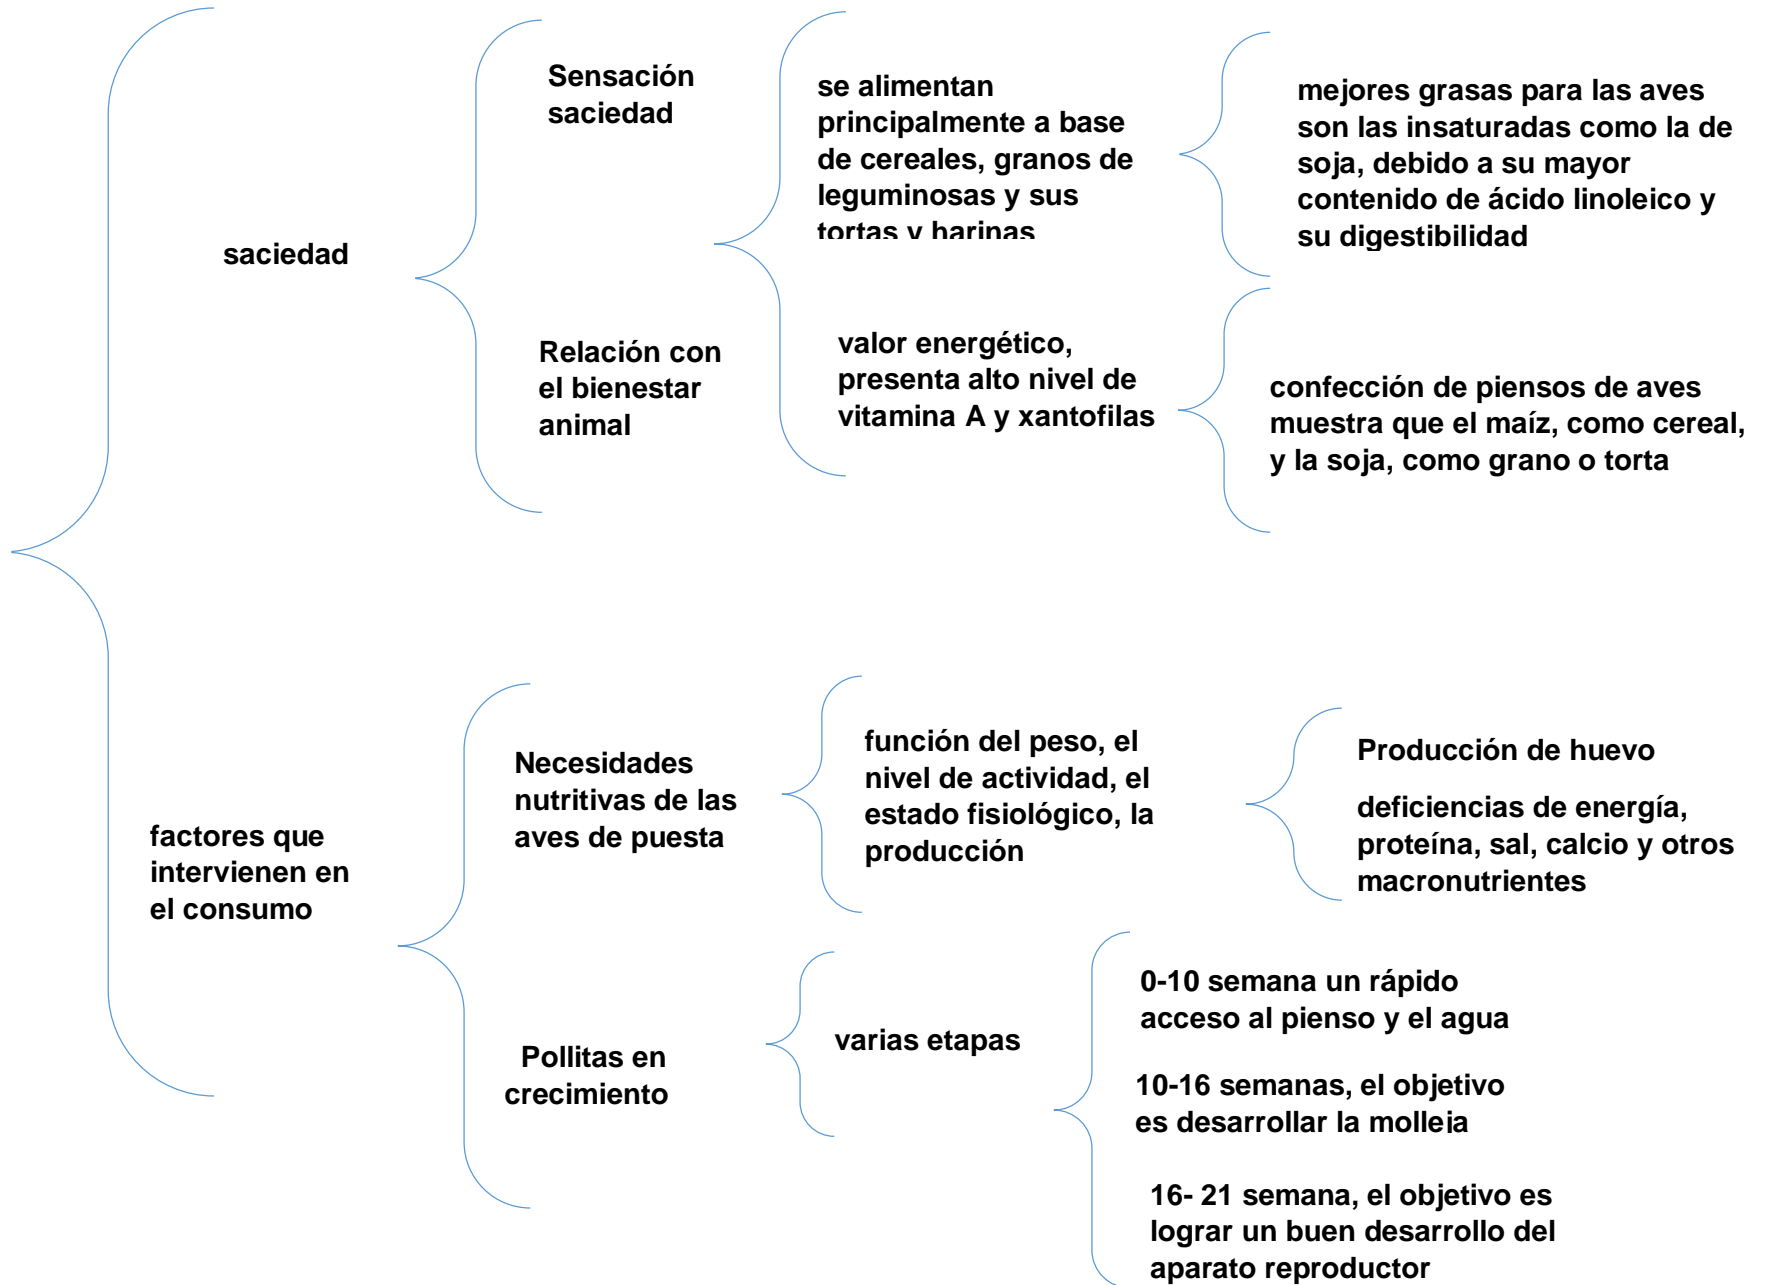 saciedad
Sensación
saciedad
Relación con
el bienestar
animal
se alimentan
principalmente a base
de cereales, granos de
leguminosas y sus
tortas y harinas
valor energético,
presenta alto nivel de
vitamina A y xantofilas
mejores grasas para las aves
son las insaturadas como la de
soja, debido a su mayor
contenido de ácido linoleico y
su digestibilidad
confección de piensos de aves
muestra que el maíz, como cereal,
y la soja, como grano o torta
factores que
intervienen en
el consumo
Necesidades
nutritivas de las
aves de puesta
función del peso, el
nivel de actividad, el
estado fisiológico, la
producción
Producción de huevo
deficiencias de energía,
proteína, sal, calcio y otros
macronutrientes
Pollitas en
crecimiento
varias etapas
0-10 semana un rápido
acceso al pienso y el agua
10-16 semanas, el objetivo
es desarrollar la molleja
16- 21 semana, el objetivo es
lograr un buen desarrollo del
aparato reproductor